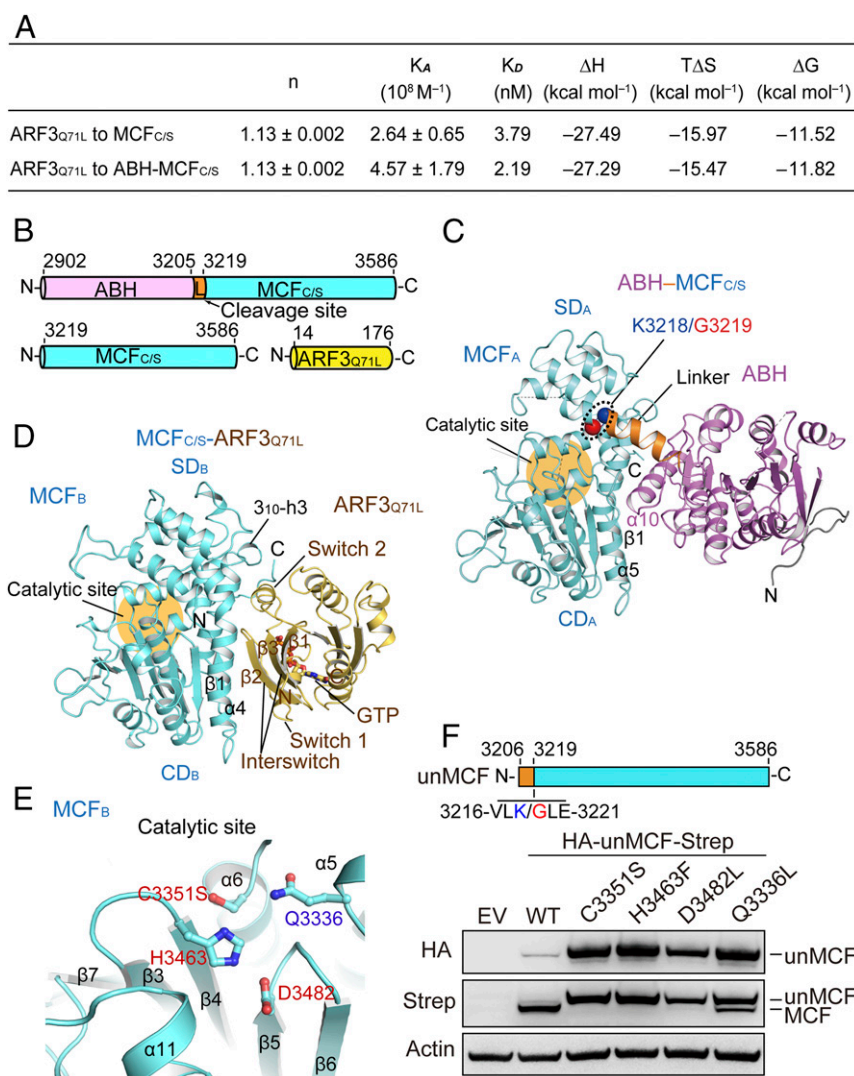 A
n K_A K_D ΔH TΔS ΔG
(10⁸ M⁻¹) (nM) (kcal mol⁻¹) (kcal mol⁻¹) (kcal mol⁻¹)
ARF3Q71L to MCFC/S 1.13 ± 0.002 2.64 ± 0.65 3.79 –27.49 –15.97 –11.52
ARF3Q71L to ABH-MCFC/S 1.13 ± 0.002 4.57 ± 1.79 2.19 –27.29 –15.47 –11.82
B
2902 3205 3219 3586
N- ABH L MCFC/S -C
Cleavage site
3219 3586 14 176
N- MCFC/S -C N- ARF3Q71L -C
C
ABH–MCFC/S
SDA
K3218/G3219
MCFA
Linker ABH
Catalytic site
C
α10
β1
α5
N
CDA
D
MCFC/S-ARF3Q71L
SDB
MCFB
3₁₀-h3
ARF3Q71L
C
Switch 2
Catalytic site
N
β3 β1
β2
C
β1
N
α4
GTP
Switch 1
Interswitch
CDB
E
MCFB
Catalytic site
α5
α6
C3351S
Q3336
H3463
β7 β3
β4
D3482
α11
β5
β6
F
3206 3219 3586
unMCF N- -C
3216-VLK/GLE-3221
HA-unMCF-Strep
EV WT C3351S H3463F D3482L Q3336L
HA unMCF
Strep unMCF
MCF
Actin